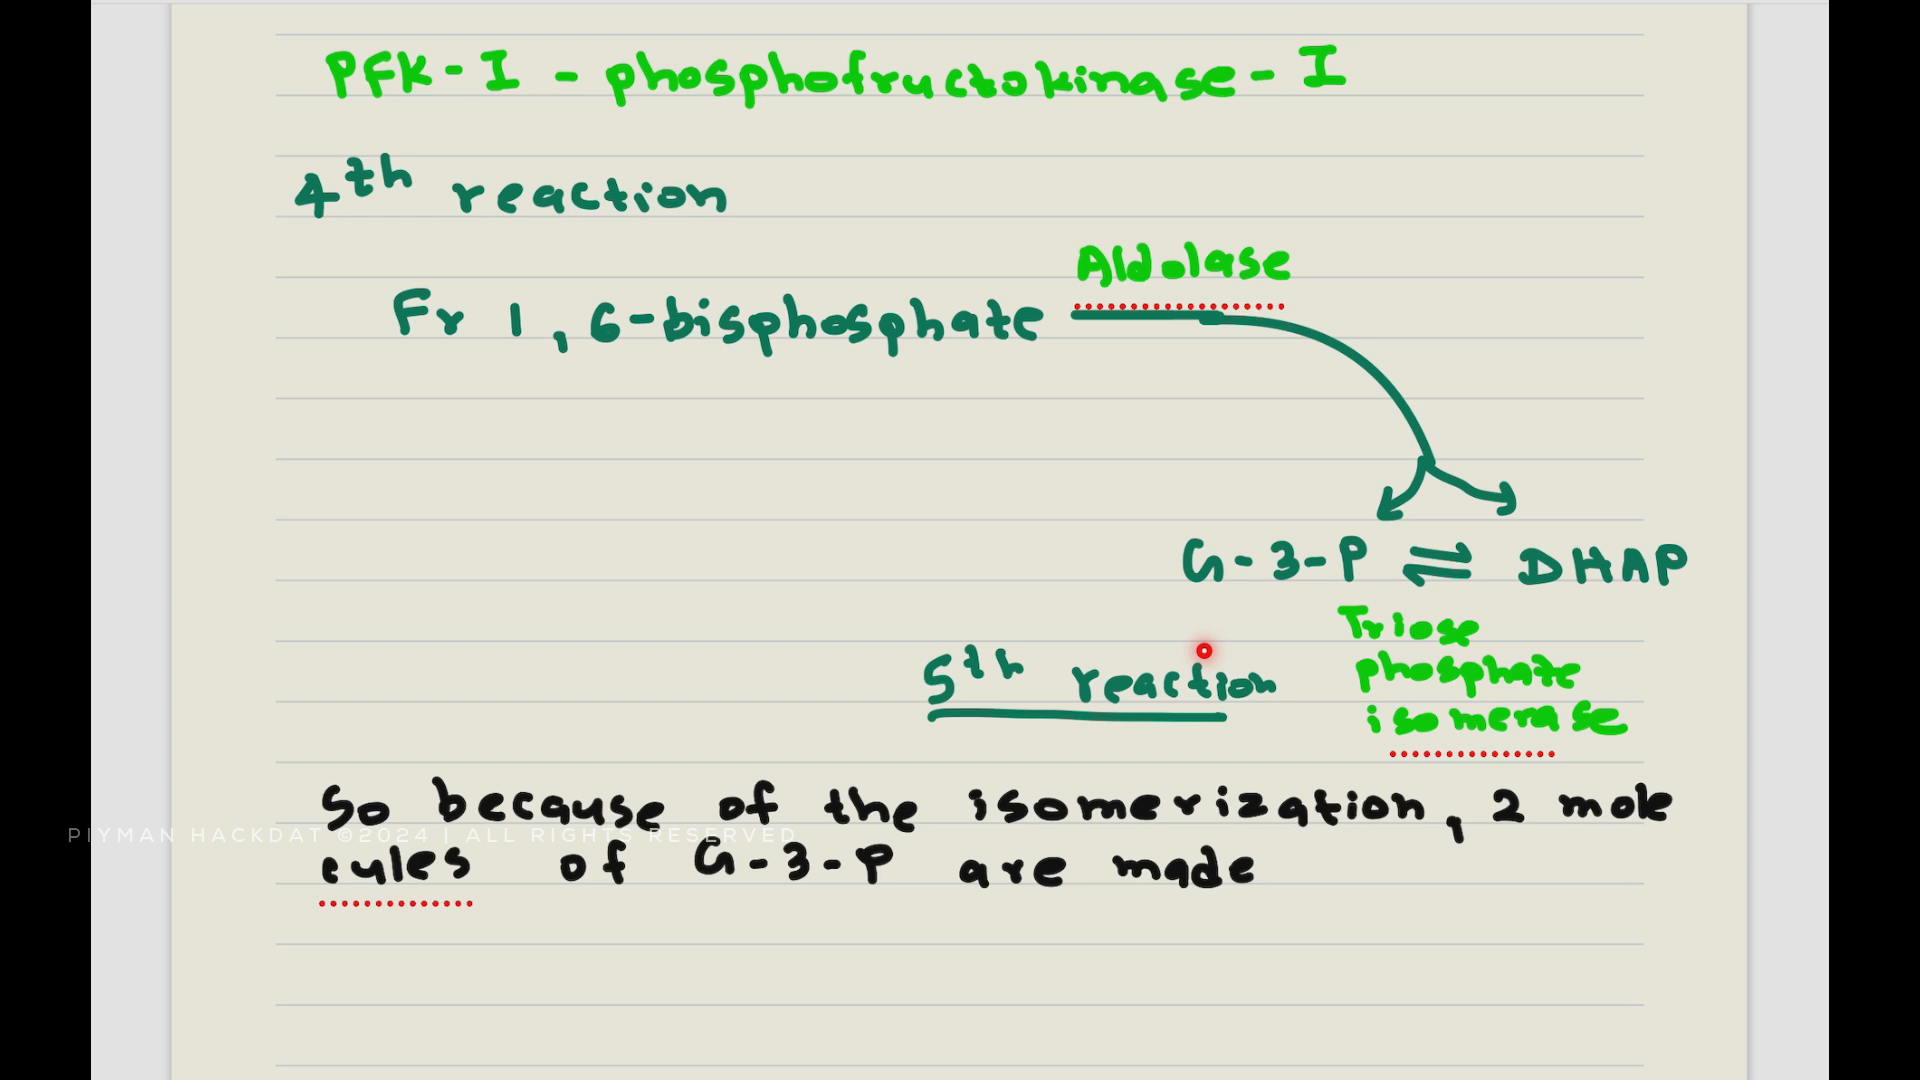 PFK-I - phosphofructokinase-I
4th reaction
Aldolase
Fr 1,6-bisphosphate
G-3-P ⇌ DHAP
Triose
phosphate
isomerase
5th reaction
So because of the isomerization, 2 mole
cules of G-3-P are made
PIYMAN HACKDAT ©2024 | ALL RIGHTS RESERVED